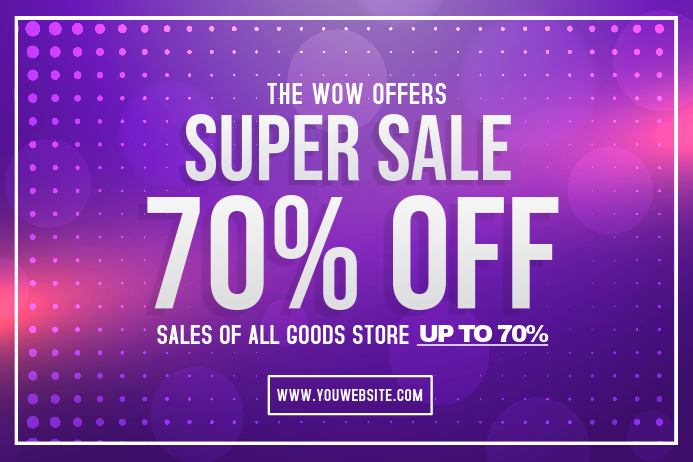 THE WOW OFFERS
SUPER SALE
70% OFF
SALES OF ALL GOODS STORE UP TO 70%
WWW.YOUWEBSITE.COM